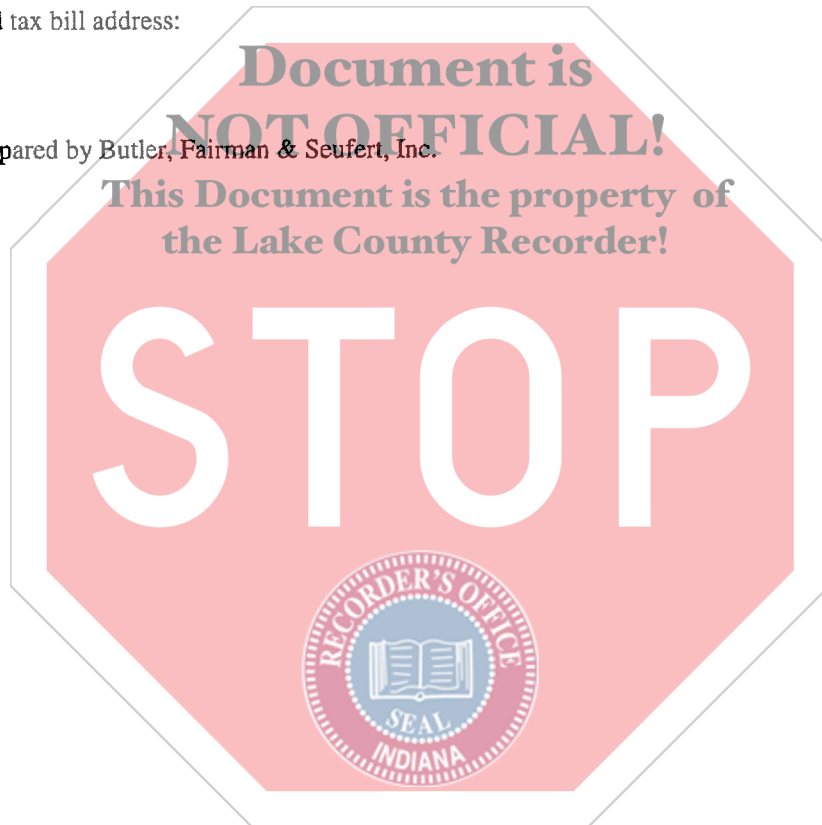 tax bill address:
Document is
NOT OFFICIAL!
pared by Butler, Fairman & Seufert, Inc.
This Document is the property of
the Lake County Recorder!
STOP
RECORDER'S OFFICE
SEAL
INDIANA